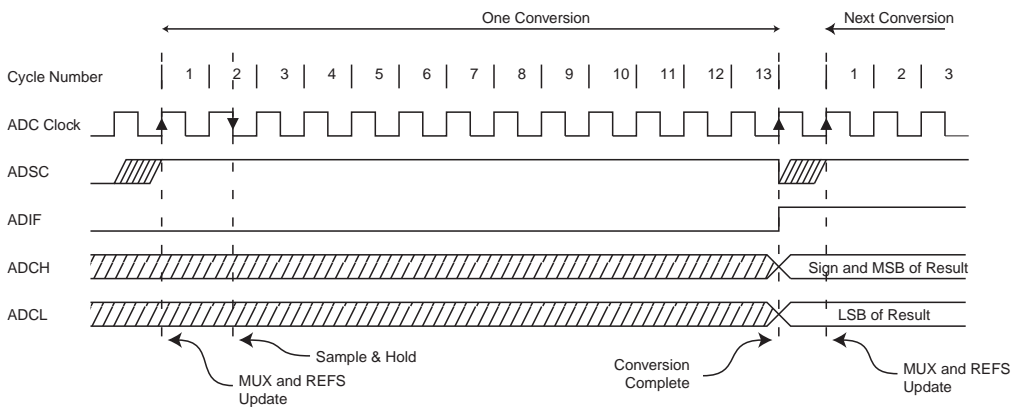 One Conversion
Next Conversion
Cycle Number
1 2 3 4 5 6 7 8 9 10 11 12 13 1 2 3
ADC Clock
ADSC
ADIF
ADCH
Sign and MSB of Result
ADCL
LSB of Result
Sample & Hold
MUX and REFS
Update
Conversion
Complete
MUX and REFS
Update